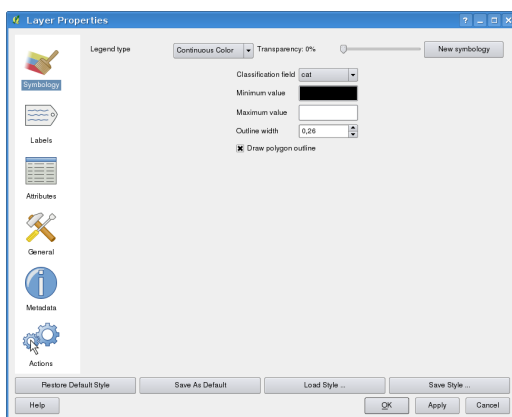 Layer Properties
Legend type
Continuous Color
Transparency: 0%
New symbology
Classification field
cat
Minimum value
Maximum value
Outline width
0,26
Draw polygon outline
Symbology
Labels
Attributes
General
Metadata
Actions
Restore Default Style
Save As Default
Load Style ...
Save Style ...
Help
OK
Apply
Cancel